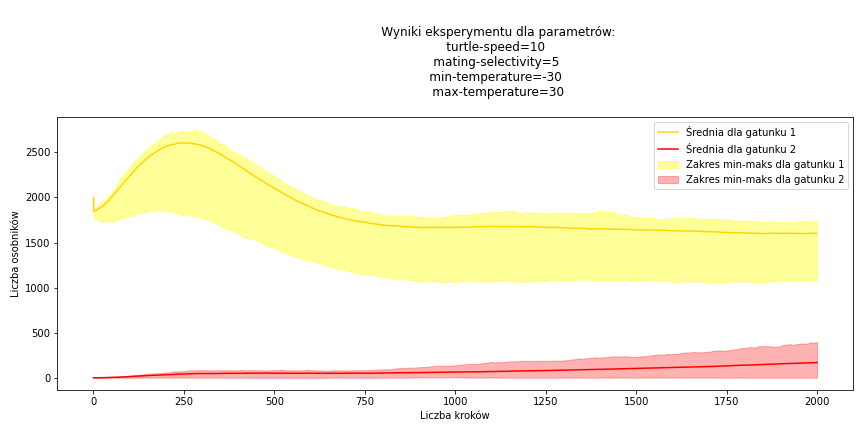 Wyniki eksperymentu dla parametrów:
turtle-speed=10
mating-selectivity=5
min-temperature=-30
max-temperature=30
Średnia dla gatunku 1
Średnia dla gatunku 2
Zakres min-maks dla gatunku 1
Zakres min-maks dla gatunku 2
Liczba osobników
2500
2000
1500
1000
500
0
0
250
500
750
1000
1250
1500
1750
2000
Liczba kroków